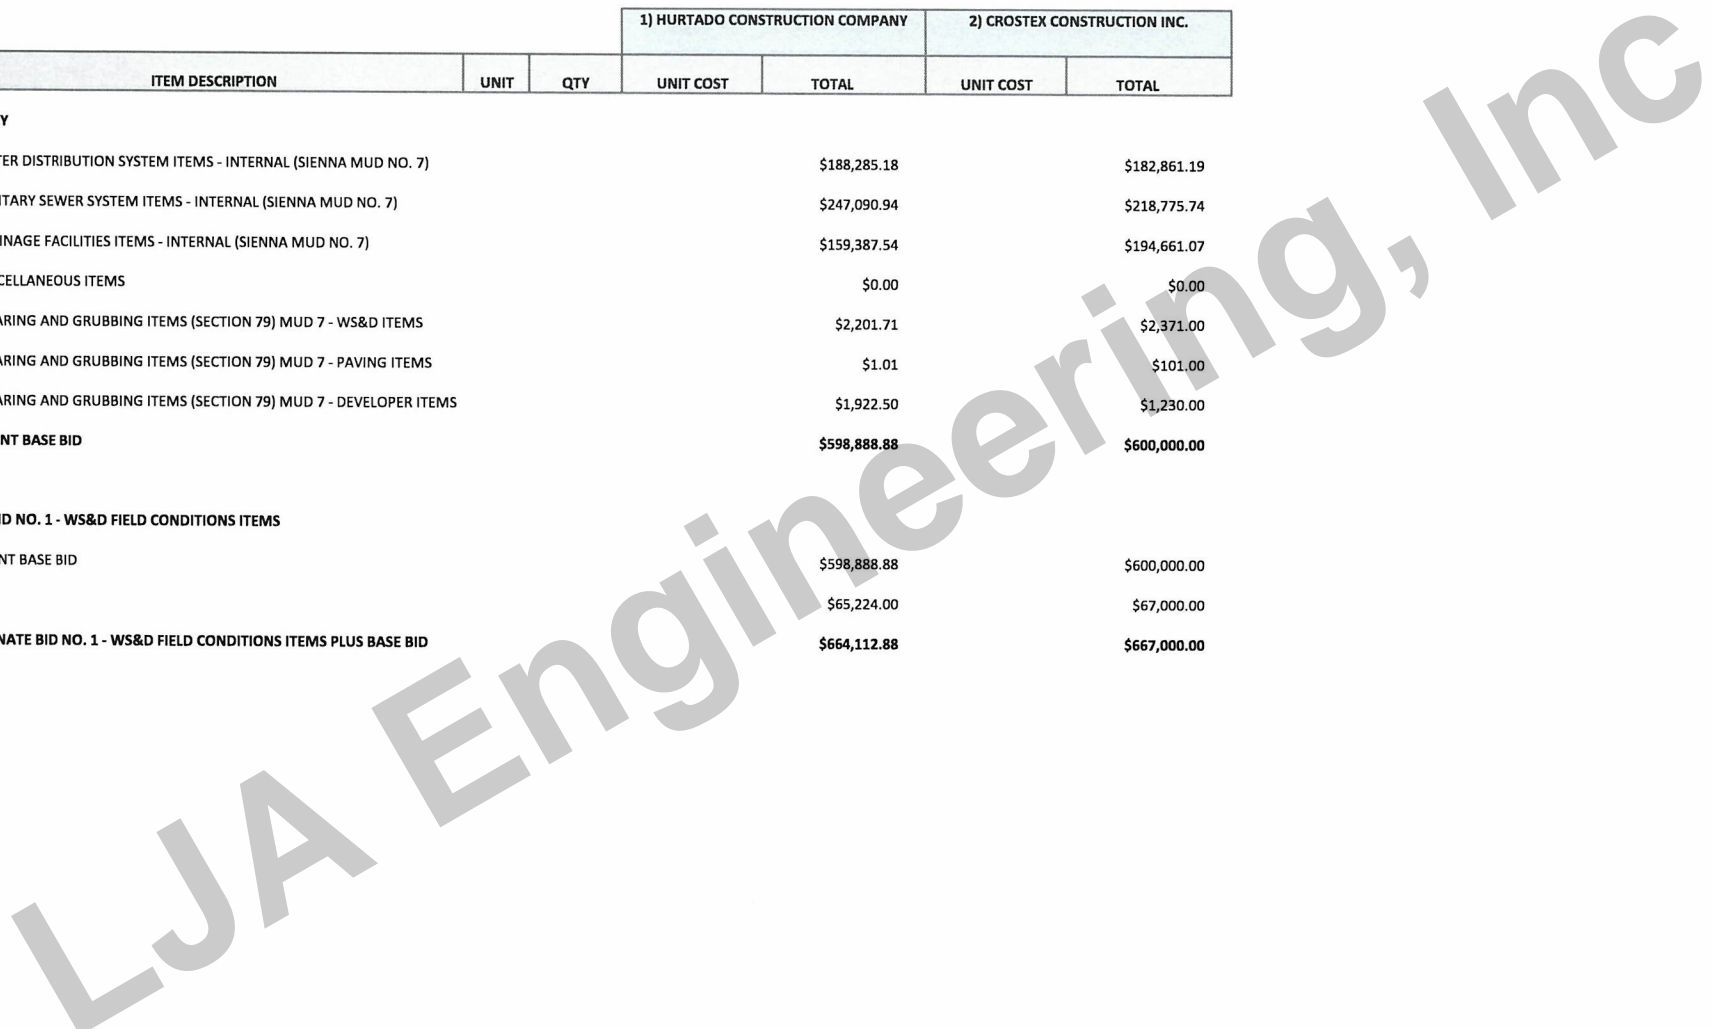 1) HURTADO CONSTRUCTION COMPANY 2) CROSTEX CONSTRUCTION INC.
ITEM DESCRIPTION UNIT QTY UNIT COST TOTAL UNIT COST TOTAL
Y
TER DISTRIBUTION SYSTEM ITEMS - INTERNAL (SIENNA MUD NO. 7) $188,285.18 $182,861.19
ITARY SEWER SYSTEM ITEMS - INTERNAL (SIENNA MUD NO. 7) $247,090.94 $218,775.74
INAGE FACILITIES ITEMS - INTERNAL (SIENNA MUD NO. 7) $159,387.54 $194,661.07
CELLANEOUS ITEMS $0.00 $0.00
ARING AND GRUBBING ITEMS (SECTION 79) MUD 7 - WS&D ITEMS $2,201.71 $2,371.00
ARING AND GRUBBING ITEMS (SECTION 79) MUD 7 - PAVING ITEMS $1.01 $101.00
ARING AND GRUBBING ITEMS (SECTION 79) MUD 7 - DEVELOPER ITEMS $1,922.50 $1,230.00
NT BASE BID $598,888.88 $600,000.00
ID NO. 1 - WS&D FIELD CONDITIONS ITEMS
NT BASE BID $598,888.88 $600,000.00
$65,224.00 $67,000.00
NATE BID NO. 1 - WS&D FIELD CONDITIONS ITEMS PLUS BASE BID $664,112.88 $667,000.00
LJA Engineering, Inc